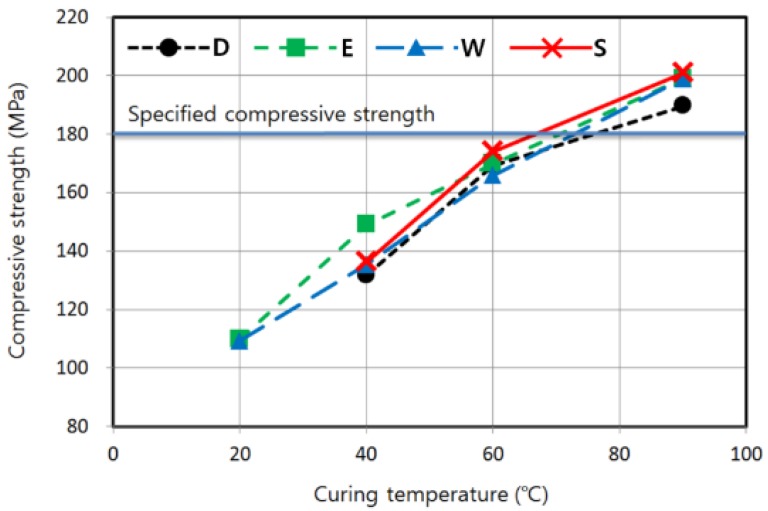 220
D E W S
200
Specified compressive strength
180
160
140
120
100
80
0 20 40 60 80 100
Compressive strength (MPa)
Curing temperature (℃)